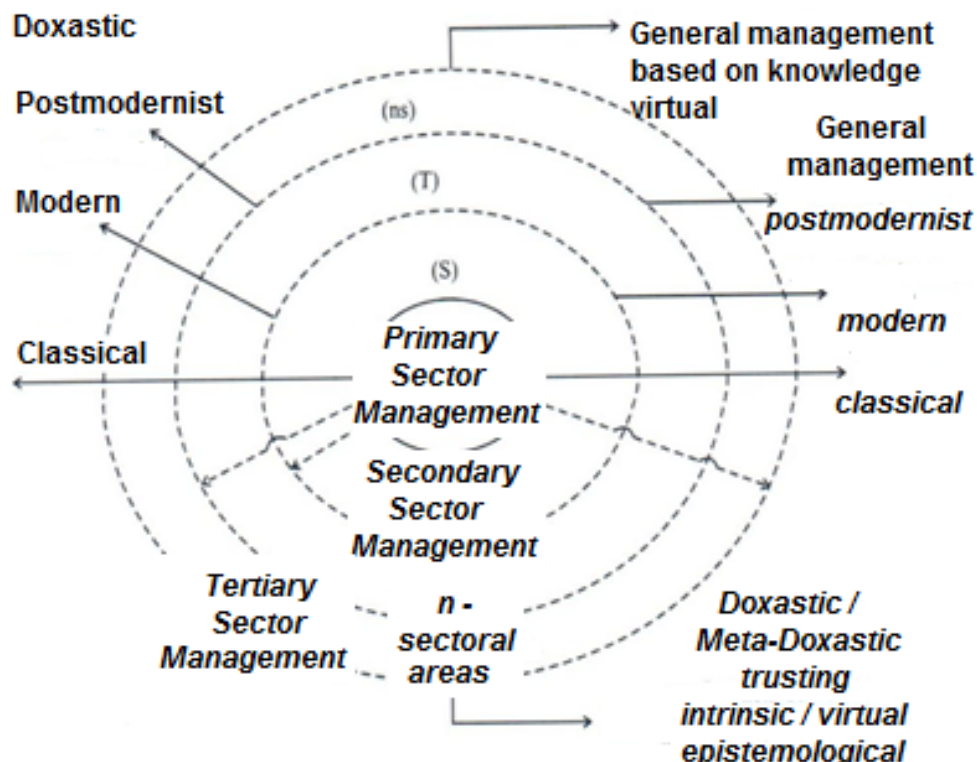 Doxastic
General management
based on knowledge
virtual
Postmodernist
(ns)
General
management
postmodernist
(T)
Modern
(S)
modern
Primary
Sector
Management
Classical
classical
Secondary
Sector
Management
Tertiary
Sector
Management
n -
sectoral
areas
Doxastic /
Meta-Doxastic
trusting
intrinsic / virtual
epistemological